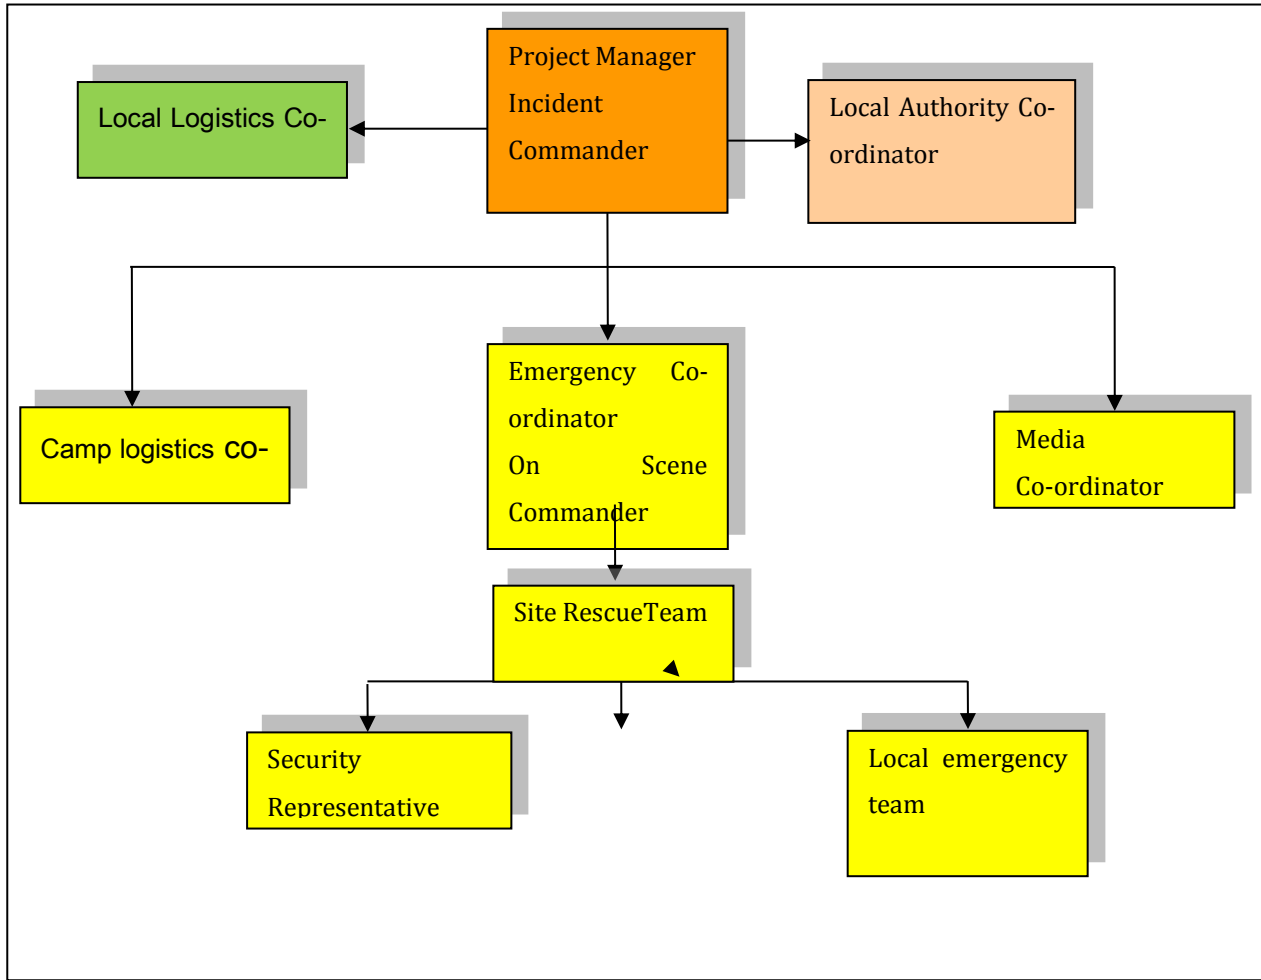 Project Manager
Incident
Commander
Local Logistics Co-
Local Authority Co-
ordinator
Emergency Co-
ordinator
On Scene
Commander
Camp logistics co-
Media
Co-ordinator
Site RescueTeam
Security
Representative
Local emergency
team